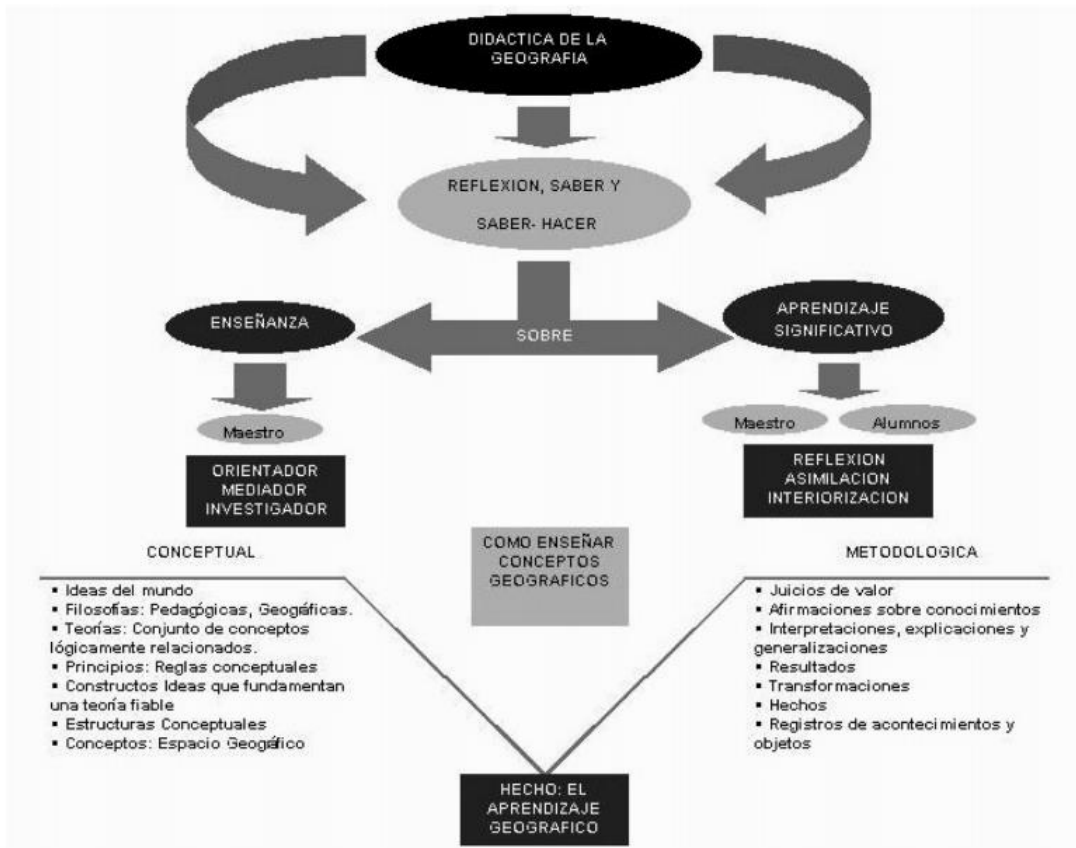 DIDACTICA DE LA
GEOGRAFIA
REFLEXION, SABER Y
SABER- HACER
ENSEÑANZA
SOBRE
APRENDIZAJE
SIGNIFICATIVO
Maestro
Maestro
Alumnos
ORIENTADOR
MEDIADOR
INVESTIGADOR
REFLEXION
ASIMILACION
INTERIORIZACION
COMO ENSEÑAR
CONCEPTOS
GEOGRAFICOS
CONCEPTUAL
▪ Ideas del mundo
▪ Filosofías: Pedagógicas, Geográficas.
▪ Teorías: Conjunto de conceptos
lógicamente relacionados.
▪ Principios: Reglas conceptuales
▪ Constructos Ideas que fundamentan
una teoría fiable
▪ Estructuras Conceptuales
▪ Conceptos: Espacio Geográfico
METODOLOGICA
▪ Juicios de valor
▪ Afirmaciones sobre conocimientos
▪ Interpretaciones, explicaciones y
generalizaciones
▪ Resultados
▪ Transformaciones
▪ Hechos
▪ Registros de acontecimientos y
objetos
HECHO: EL
APRENDIZAJE
GEOGRAFICO